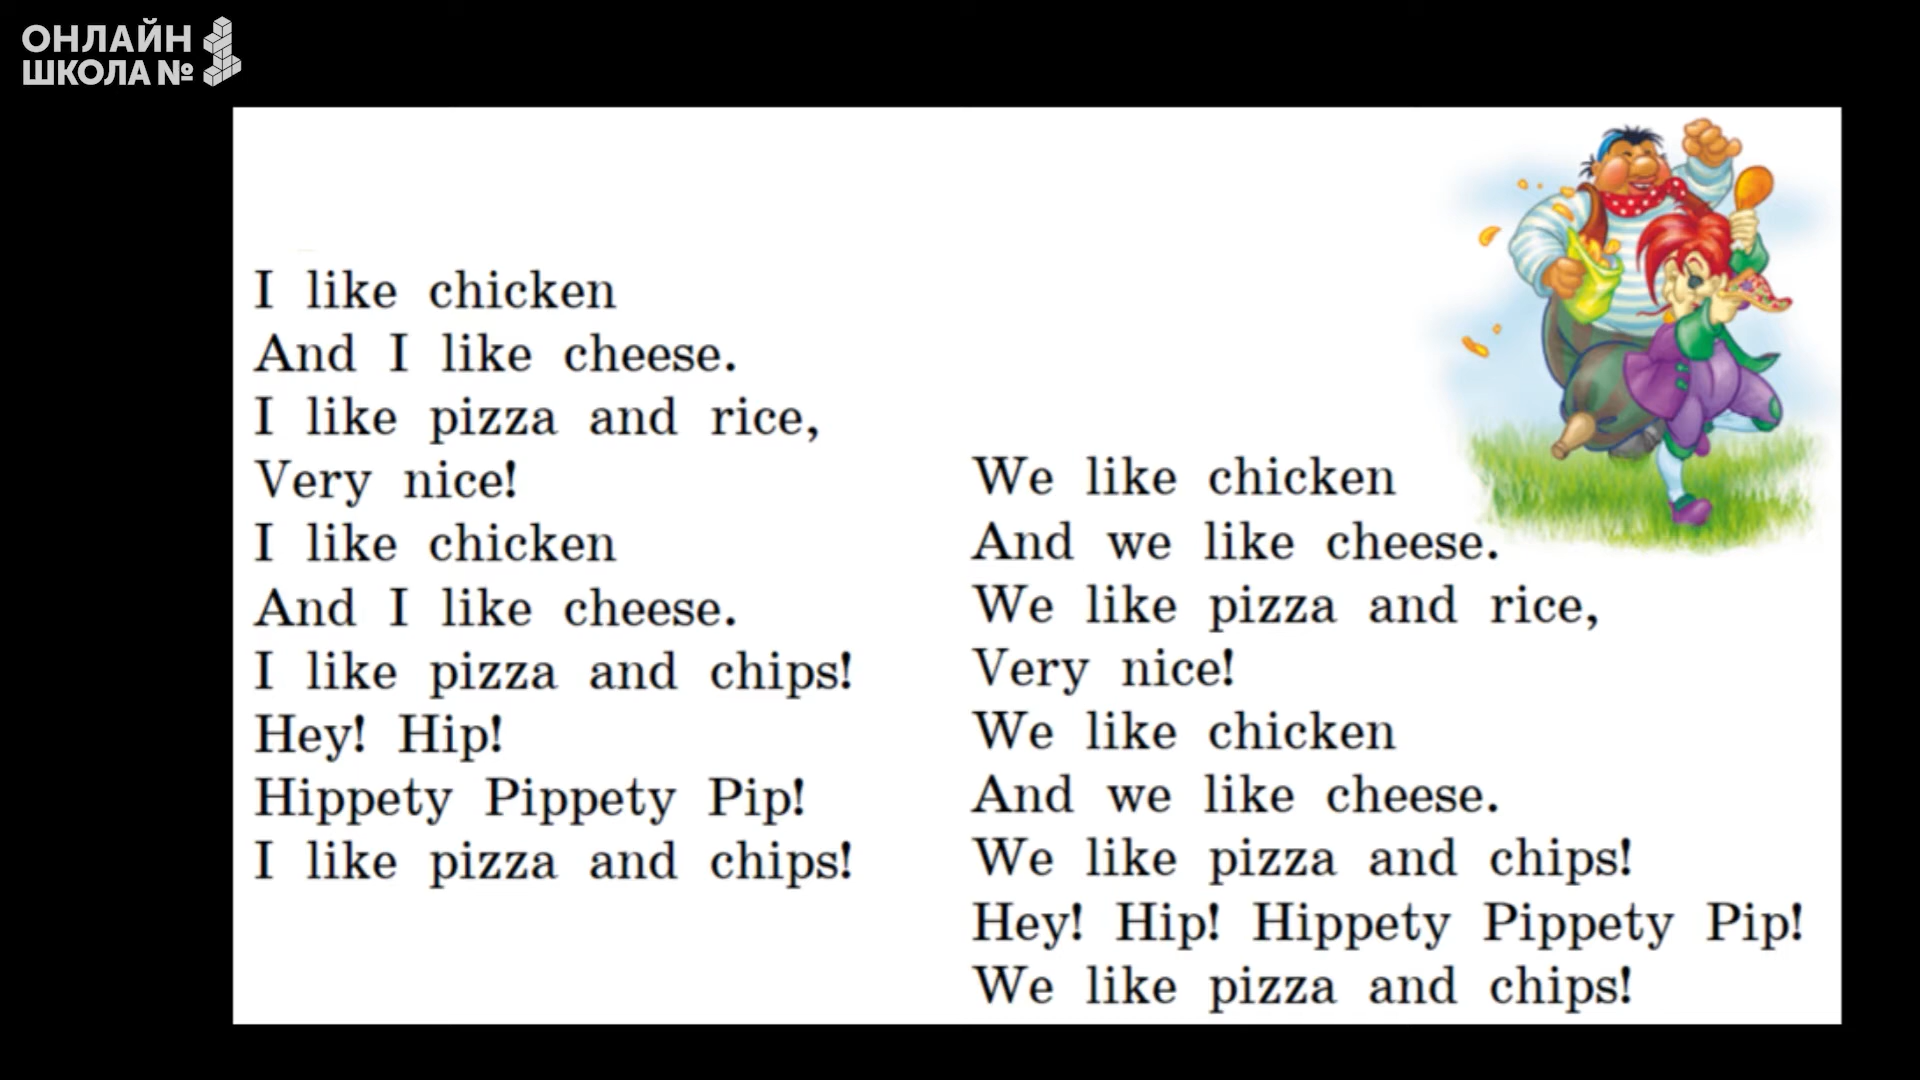 ОНЛАЙН
ШКОЛА №1
I like chicken
And I like cheese.
I like pizza and rice,
Very nice!
I like chicken
And I like cheese.
I like pizza and chips!
Hey! Hip!
Hippety Pippety Pip!
I like pizza and chips!
We like chicken
And we like cheese.
We like pizza and rice,
Very nice!
We like chicken
And we like cheese.
We like pizza and chips!
Hey! Hip! Hippety Pippety Pip!
We like pizza and chips!